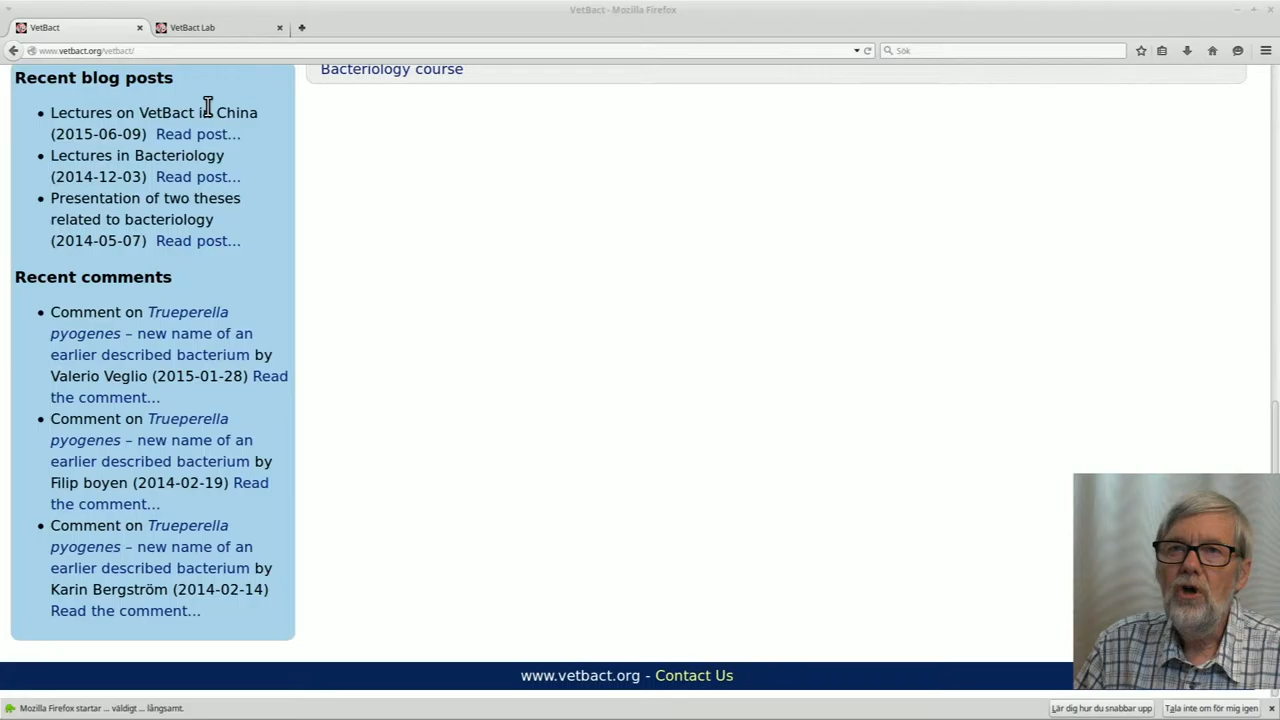 VetBact - Mozilla Firefox
VetBact
VetBact Lab
www.vetbact.org/vetbact/
Sök
Recent blog posts
Bacteriology course
Lectures on VetBact in China
(2015-06-09) Read post...
Lectures in Bacteriology
(2014-12-03) Read post...
Presentation of two theses
related to bacteriology
(2014-05-07) Read post...
Recent comments
Comment on Trueperella
pyogenes – new name of an
earlier described bacterium by
Valerio Veglio (2015-01-28) Read
the comment...
Comment on Trueperella
pyogenes – new name of an
earlier described bacterium by
Filip boyen (2014-02-19) Read
the comment...
Comment on Trueperella
pyogenes – new name of an
earlier described bacterium by
Karin Bergström (2014-02-14)
Read the comment...
www.vetbact.org - Contact Us
Mozilla Firefox startar ... väldigt ... långsamt.
Lär dig hur du snabbar upp
Tala inte om för mig igen